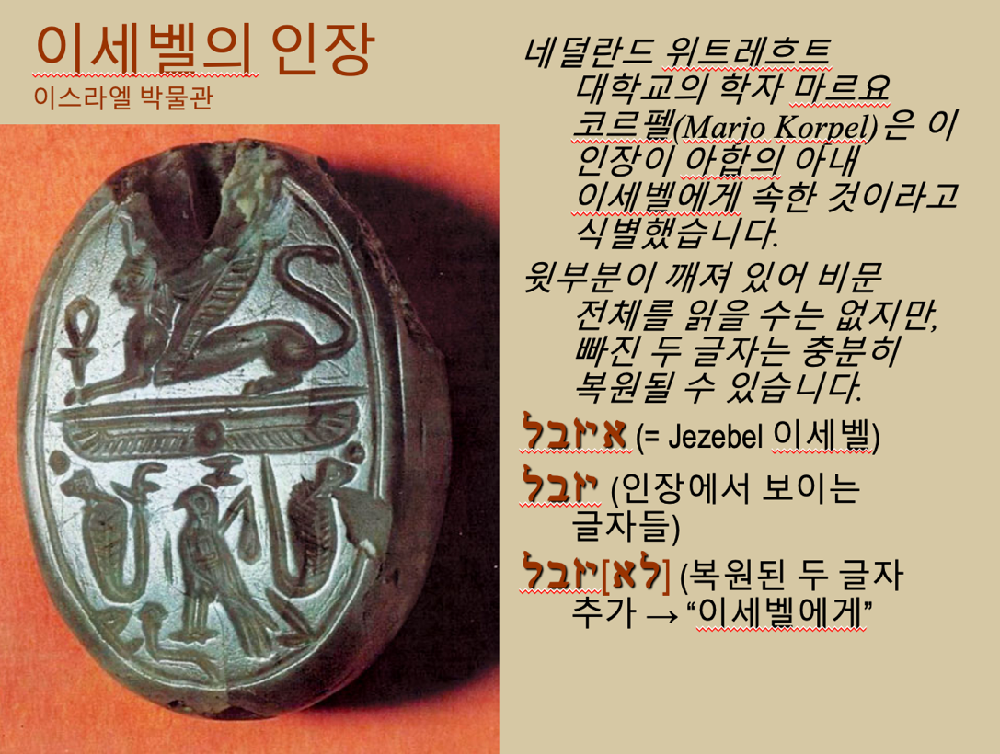 이세벨의 인장
이스라엘 박물관
네덜란드 위트레흐트
대학교의 학자 마르요
코르펠(Marjo Korpel)은 이
인장이 아합의 아내
이세벨에게 속한 것이라고
식별했습니다.
윗부분이 깨져 있어 비문
전체를 읽을 수는 없지만,
빠진 두 글자는 충분히
복원될 수 있습니다.
איזבל (= Jezebel 이세벨)
יזבל (인장에서 보이는
글자들)
[לא]יזבל (복원된 두 글자
추가 → “이세벨에게”